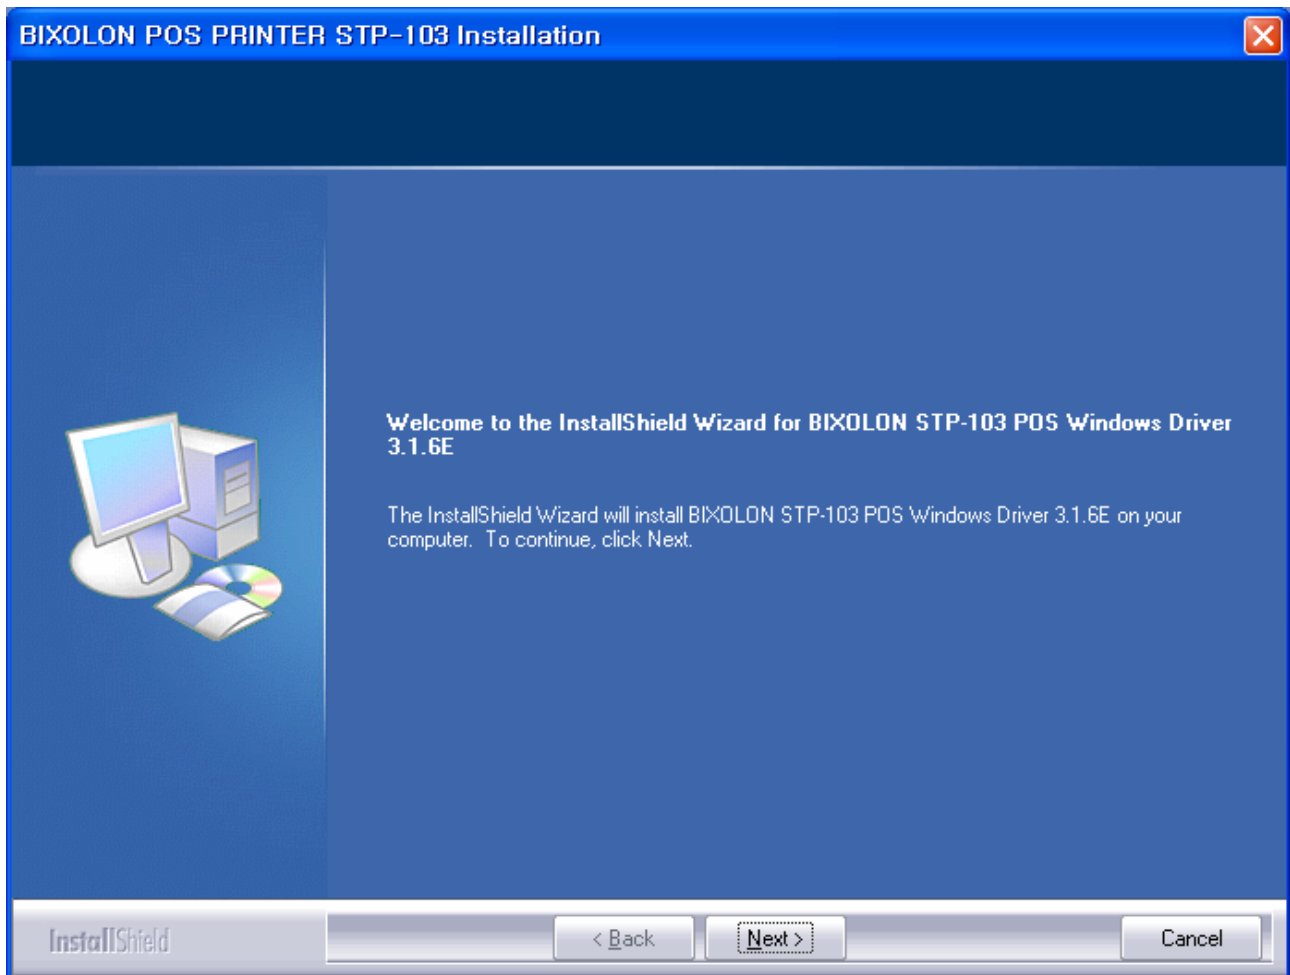 BIXOLON POS PRINTER STP-103 Installation
Welcome to the InstallShield Wizard for BIXOLON STP-103 POS Windows Driver
3.1.6E
The InstallShield Wizard will install BIXOLON STP-103 POS Windows Driver 3.1.6E on your
computer.  To continue, click Next.
InstallShield
< Back
Next >
Cancel